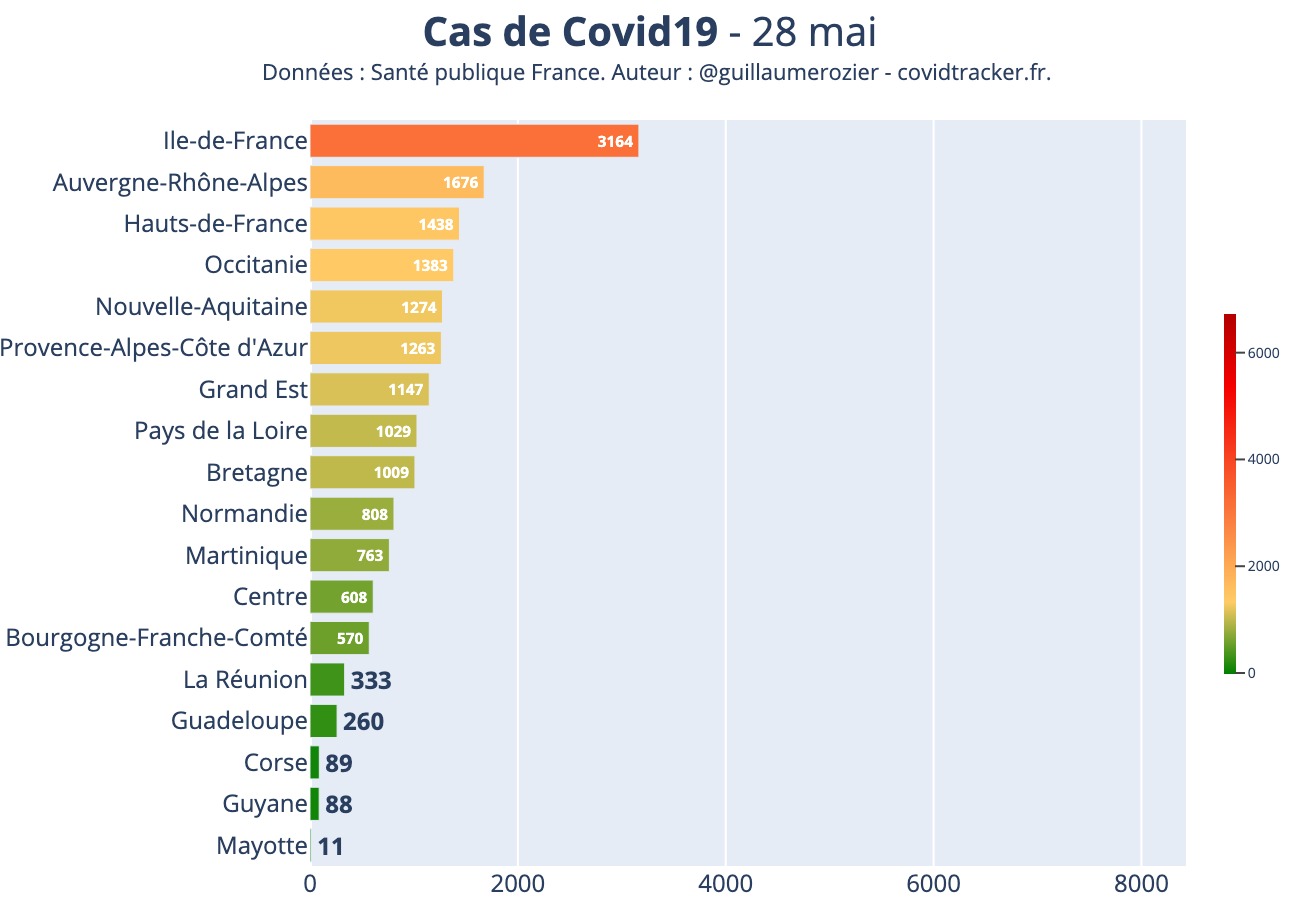 Cas de Covid19 - 28 mai
Données : Santé publique France. Auteur : @guillaumerozier - covidtracker.fr.
Ile-de-France 3164
Auvergne-Rhône-Alpes 1676
Hauts-de-France 1438
Occitanie 1383
Nouvelle-Aquitaine 1274
Provence-Alpes-Côte d'Azur 1263
Grand Est 1147
Pays de la Loire 1029
Bretagne 1009
Normandie 808
Martinique 763
Centre 608
Bourgogne-Franche-Comté 570
La Réunion 333
Guadeloupe 260
Corse 89
Guyane 88
Mayotte 11
0 2000 4000 6000 8000
6000
4000
2000
0